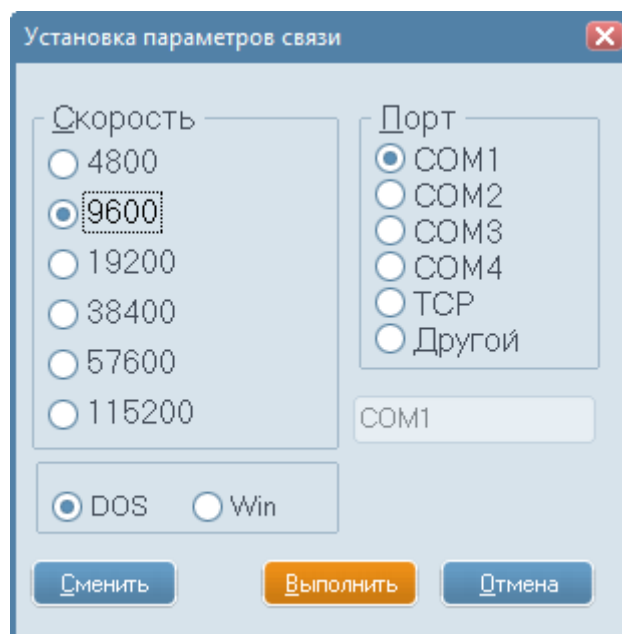 Установка параметров связи
Скорость
4800
9600
19200
38400
57600
115200
Порт
COM1
COM2
COM3
COM4
TCP
Другой
COM1
DOS Win
Сменить Выполнить Отмена